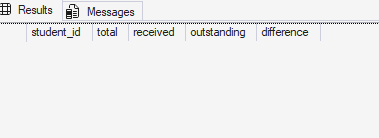 Results Messages
student_id total received outstanding difference